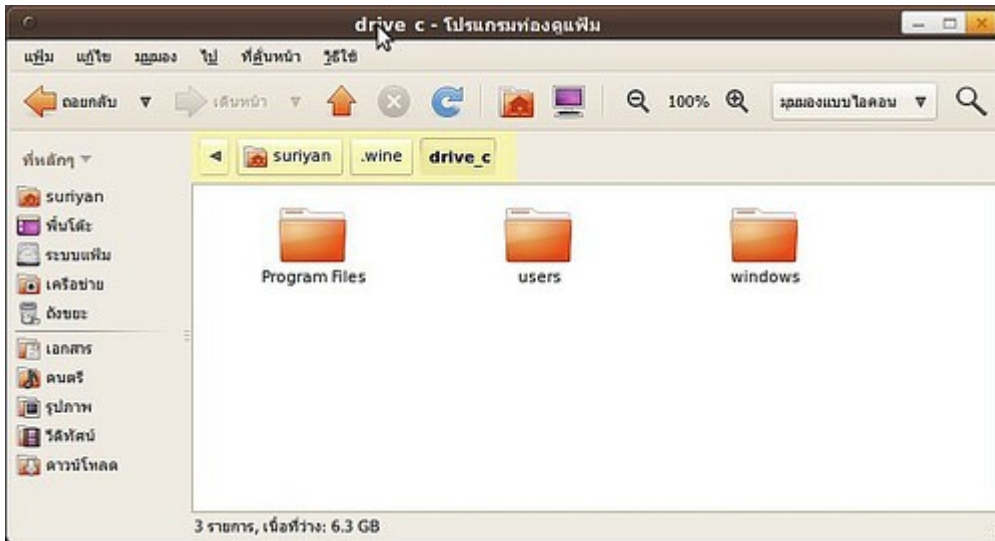 drive_c - โปรแกรมท่องดูแฟ้ม
แฟ้ม แก้ไข มุมมอง ไป ที่คั่นหน้า วิธีใช้
ถอยกลับ เดินหน้า 100% มุมมองแบบไอคอน
ที่หลักๆ suriyan .wine drive_c
suriyan
พื้นโต๊ะ
ระบบแฟ้ม
เครือข่าย
ถังขยะ
เอกสาร
ดนตรี
รูปภาพ
วีดิทัศน์
ดาวน์โหลด
Program Files users windows
3 รายการ, เนื้อที่ว่าง: 6.3 GB